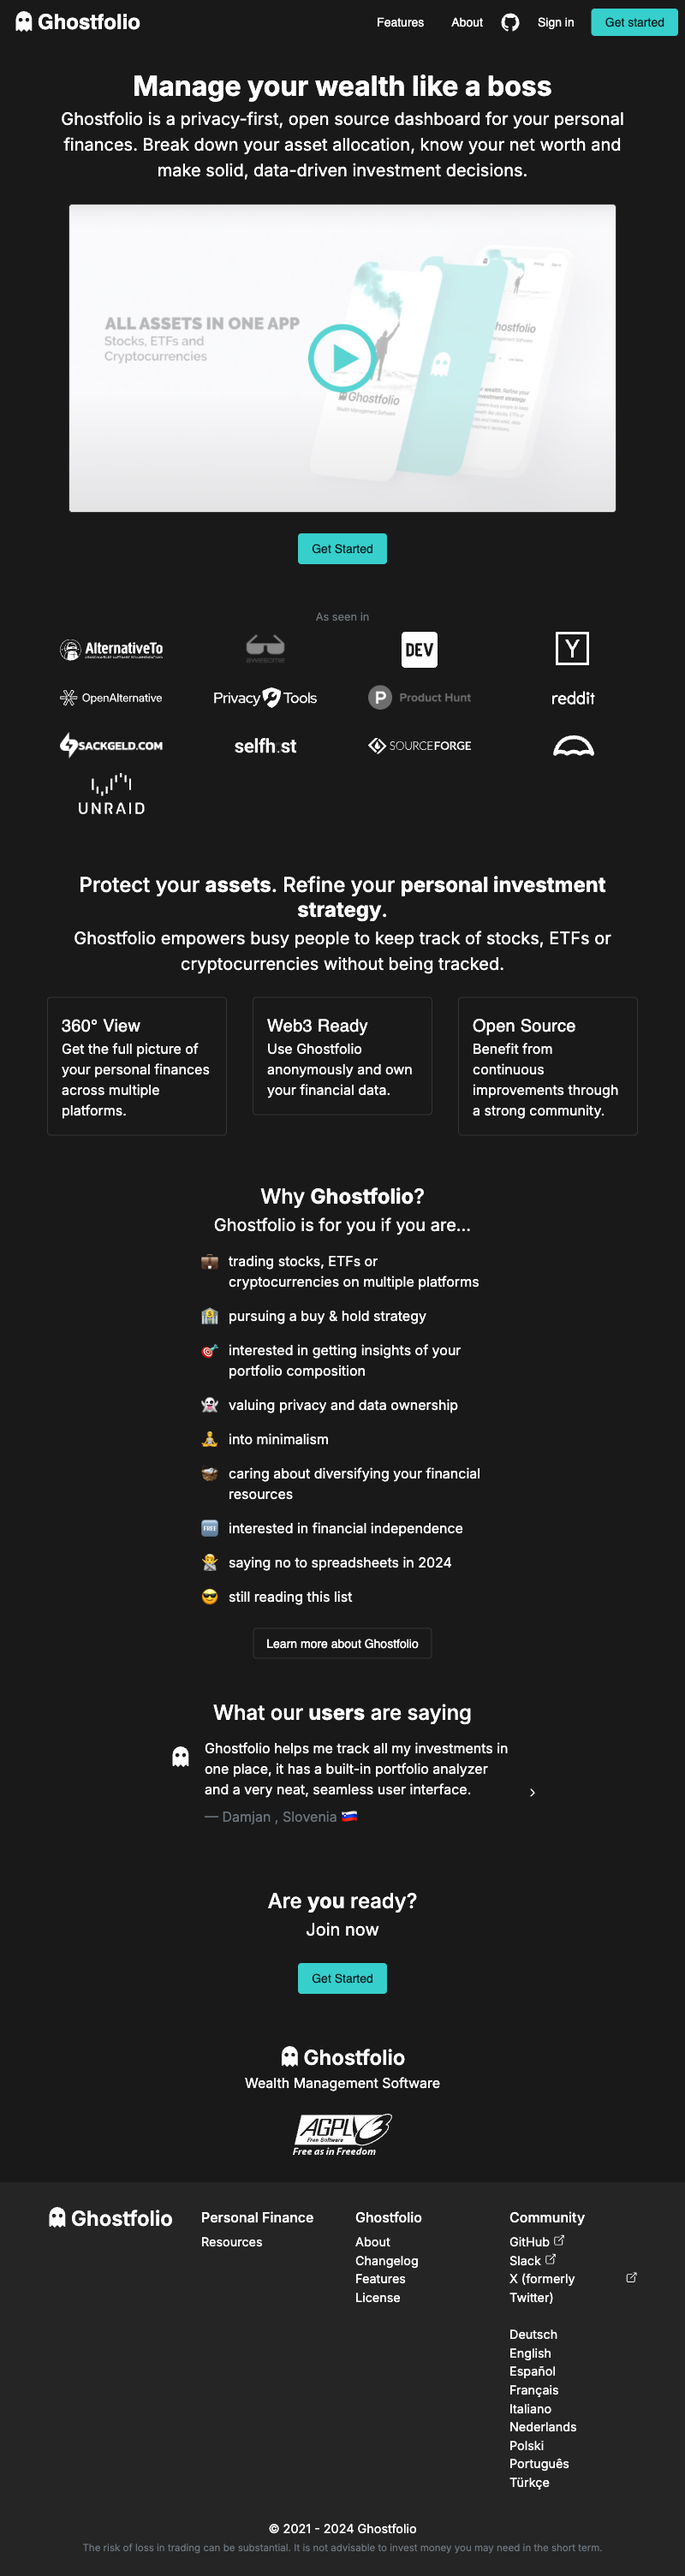 Ghostfolio
Features
About
Sign in
Get started
Manage your wealth like a boss
Ghostfolio is a privacy-first, open source dashboard for your personal
finances. Break down your asset allocation, know your net worth and
make solid, data-driven investment decisions.
ALL ASSETS IN ONE APP
Stocks, ETFs and
Cryptocurrencies
Ghostfolio
Get Started
As seen in
AlternativeTo
awesome
DEV
Y
OpenAlternative
Privacy Tools
P Product Hunt
reddit
SACKGELD.COM
selfh.st
SOURCEFORGE
UNRAID
Protect your assets. Refine your personal investment
strategy.
Ghostfolio empowers busy people to keep track of stocks, ETFs or
cryptocurrencies without being tracked.
360° View
Get the full picture of
your personal finances
across multiple
platforms.
Web3 Ready
Use Ghostfolio
anonymously and own
your financial data.
Open Source
Benefit from
continuous
improvements through
a strong community.
Why Ghostfolio?
Ghostfolio is for you if you are...
trading stocks, ETFs or
cryptocurrencies on multiple platforms
pursuing a buy & hold strategy
interested in getting insights of your
portfolio composition
valuing privacy and data ownership
into minimalism
caring about diversifying your financial
resources
interested in financial independence
saying no to spreadsheets in 2024
still reading this list
Learn more about Ghostfolio
What our users are saying
Ghostfolio helps me track all my investments in
one place, it has a built-in portfolio analyzer
and a very neat, seamless user interface.
— Damjan , Slovenia 🇸🇮
Are you ready?
Join now
Get Started
Ghostfolio
Wealth Management Software
AGPLv3
Free Software
Free as in Freedom
Ghostfolio
Personal Finance
Resources
Ghostfolio
About
Changelog
Features
License
Community
GitHub
Slack
X (formerly
Twitter)
Deutsch
English
Español
Français
Italiano
Nederlands
Polski
Português
Türkçe
© 2021 - 2024 Ghostfolio
The risk of loss in trading can be substantial. It is not advisable to invest money you may need in the short term.